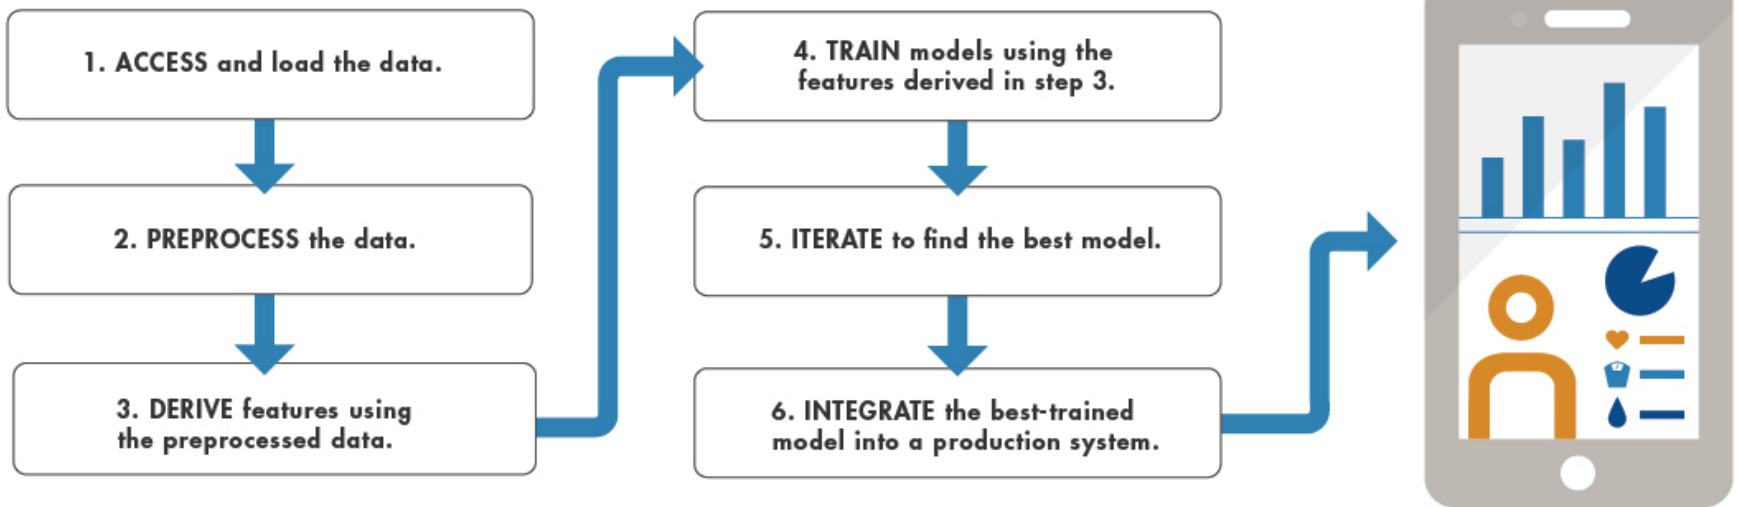 1. ACCESS and load the data.
2. PREPROCESS the data.
3. DERIVE features using
the preprocessed data.
4. TRAIN models using the
features derived in step 3.
5. ITERATE to find the best model.
6. INTEGRATE the best-trained
model into a production system.